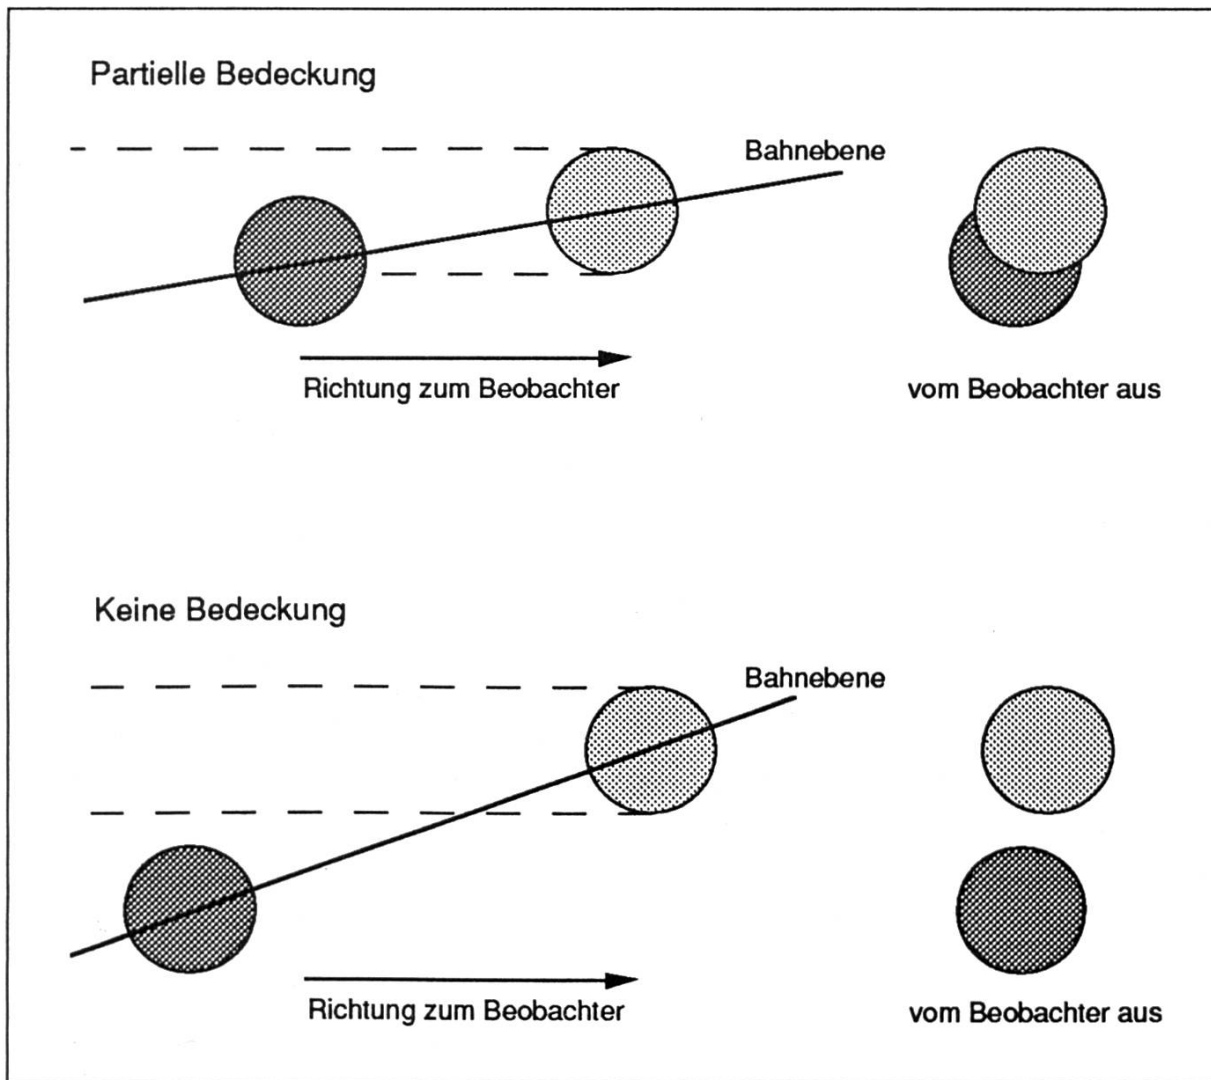 Partielle Bedeckung
Bahnebene
Richtung zum Beobachter
vom Beobachter aus
Keine Bedeckung
Bahnebene
Richtung zum Beobachter
vom Beobachter aus